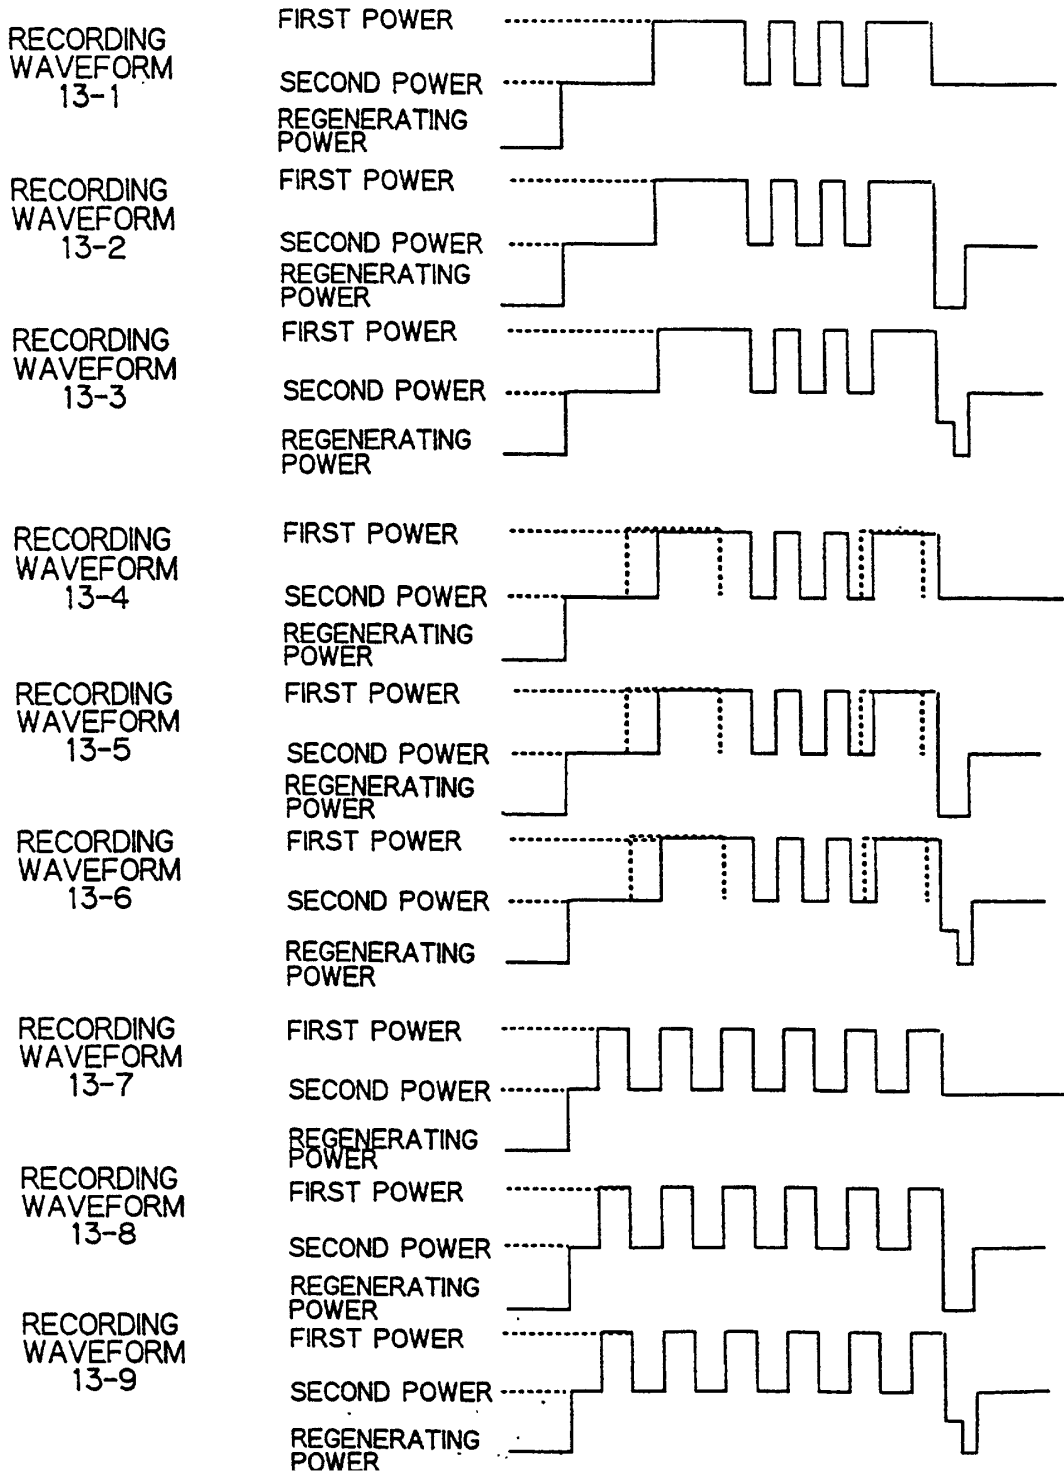 RECORDING
WAVEFORM
13-1
FIRST POWER
SECOND POWER
REGENERATING
POWER
RECORDING
WAVEFORM
13-2
FIRST POWER
SECOND POWER
REGENERATING
POWER
RECORDING
WAVEFORM
13-3
FIRST POWER
SECOND POWER
REGENERATING
POWER
RECORDING
WAVEFORM
13-4
FIRST POWER
SECOND POWER
REGENERATING
POWER
RECORDING
WAVEFORM
13-5
FIRST POWER
SECOND POWER
REGENERATING
POWER
RECORDING
WAVEFORM
13-6
FIRST POWER
SECOND POWER
REGENERATING
POWER
RECORDING
WAVEFORM
13-7
FIRST POWER
SECOND POWER
REGENERATING
POWER
RECORDING
WAVEFORM
13-8
FIRST POWER
SECOND POWER
REGENERATING
POWER
RECORDING
WAVEFORM
13-9
FIRST POWER
SECOND POWER
REGENERATING
POWER